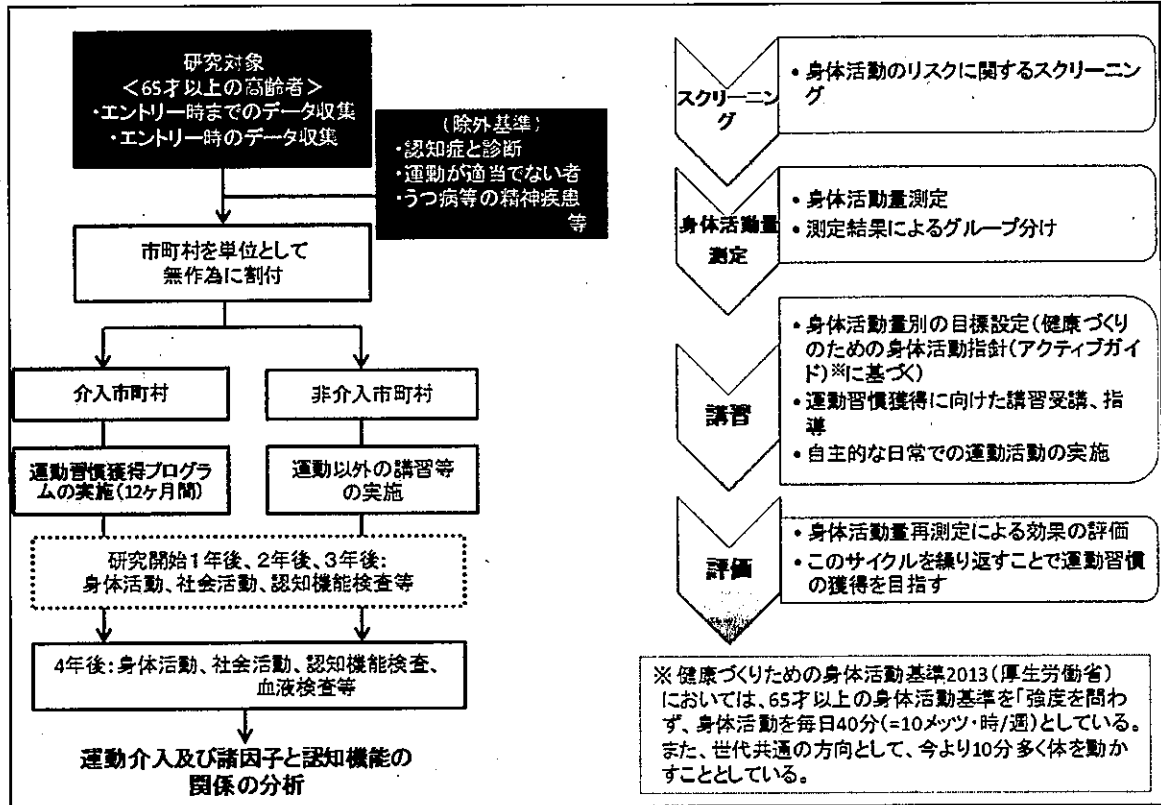 研究対象
＜65才以上の高齢者＞
・エントリー時までのデータ収集
・エントリー時のデータ収集
（除外基準）
・認知症と診断
・運動が適当でない者
・うつ病等の精神疾患
等
市町村を単位として
無作為に割付
介入市町村
非介入市町村
運動習慣獲得プログラ
ムの実施(12ヶ月間)
運動以外の講習等
の実施
研究開始1年後、2年後、3年後:
身体活動、社会活動、認知機能検査等
4年後:身体活動、社会活動、認知機能検査、
血液検査等
運動介入及び諸因子と認知機能の
関係の分析
スクリーニン
グ
• 身体活動のリスクに関するスクリーニン
グ
身体活動量
測定
• 身体活動量測定
• 測定結果によるグループ分け
講習
• 身体活動量別の目標設定(健康づくり
のための身体活動指針(アクティブガイ
ド)※に基づく)
• 運動習慣獲得に向けた講習受講、指
導
• 自主的な日常での運動活動の実施
評価
• 身体活動量再測定による効果の評価
• このサイクルを繰り返すことで運動習慣
の獲得を目指す
※ 健康づくりための身体活動基準2013（厚生労働省）
においては、65才以上の身体活動基準を「強度を問わ
ず、身体活動を毎日40分(=10メッツ・時/週)としている。
また、世代共通の方向として、今より10分多く体を動か
すこととしている。